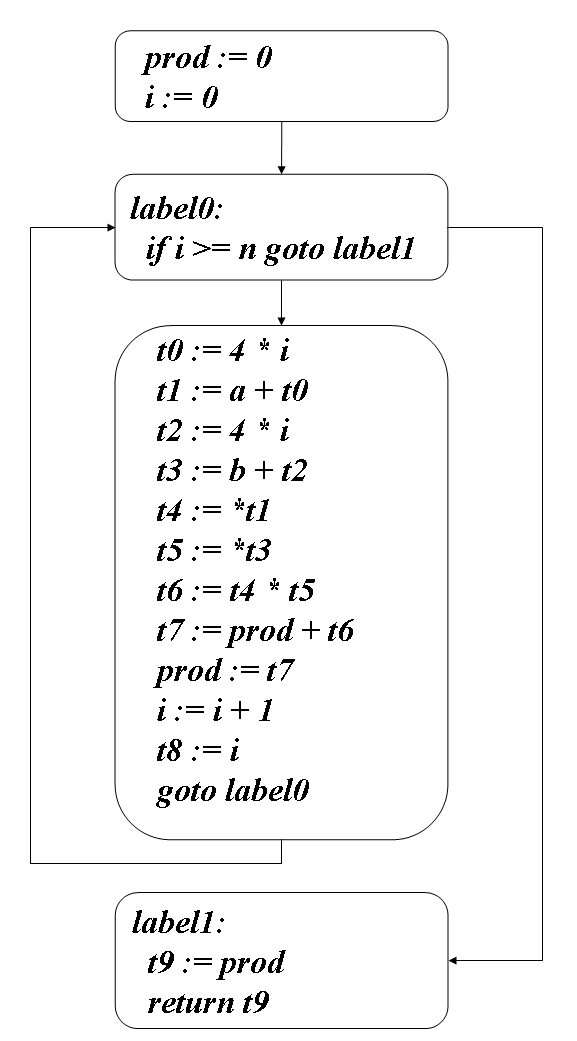 prod := 0
i := 0
label0:
if i >= n goto label1
t0 := 4 * i
t1 := a + t0
t2 := 4 * i
t3 := b + t2
t4 := *t1
t5 := *t3
t6 := t4 * t5
t7 := prod + t6
prod := t7
i := i + 1
t8 := i
goto label0
label1:
t9 := prod
return t9